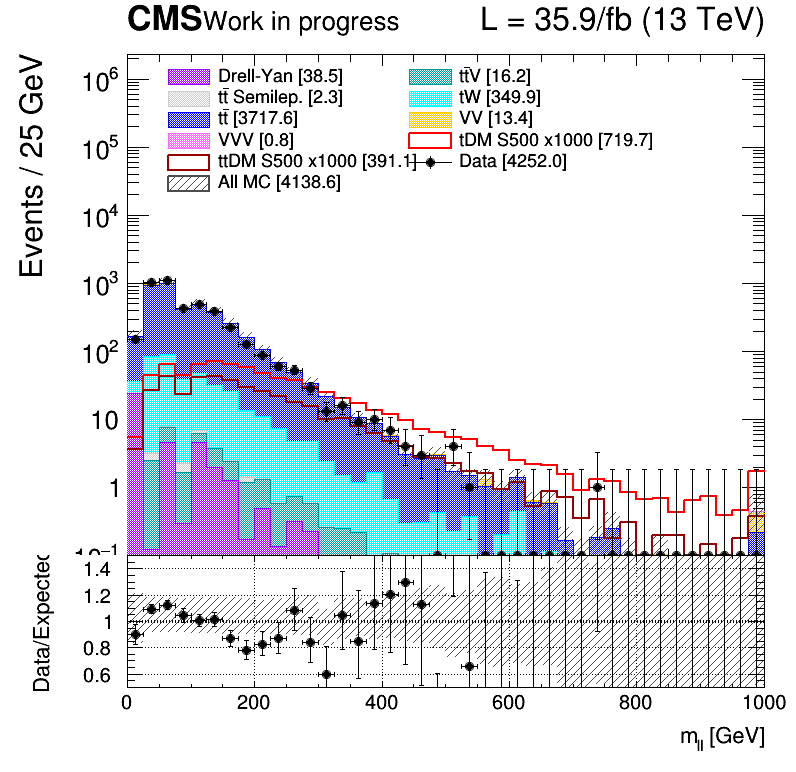 CMS Work in progress L = 35.9/fb (13 TeV)
Events / 25 GeV
10⁶
10⁵
10⁴
10³
10²
10
1
10⁻¹
Drell-Yan [38.5]
tt̄ Semilep. [2.3]
tt̄ [3717.6]
VVV [0.8]
ttDM S500 x1000 [391.1]
All MC [4138.6]
tt̄V [16.2]
tW [349.9]
VV [13.4]
tDM S500 x1000 [719.7]
Data [4252.0]
Data/Expected
1.4
1.2
1
0.8
0.6
0 200 400 600 800 1000
m_ll [GeV]